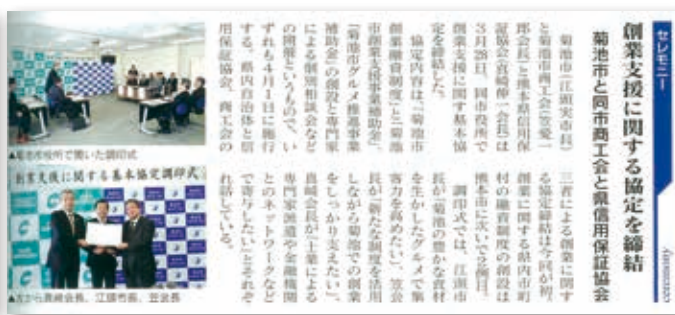 セレモニー
ceremony
創業支援に関する協定を締結
菊池市と同市商工会と県信用保証協会
菊池市（江頭実市長）
と菊池市商工会（笠愛一
郎会長）と熊本県信用保
証協会（真崎伸一会長）は
3月28日、同市役所で
創業支援に関する基本協
定を締結した。
協定内容は、「菊池市
創業融資制度」と「菊池
市創業支援事業補助金」、
「菊池市グルメ推進事業
補助金」の創設と専門家
による個別相談会など
の開催というもので、い
ずれも4月1日に施行
する。県内自治体と信
用保証協会、商工会の
三者による創業に関す
る協定締結は今回が初。
創業に関する県内市町
村の融資制度の創設は
熊本市に次いで2例目。
調印式では、江頭市
長が「菊池の豊かな食材
を生かしたグルメで集
客力を高めたい」、笠会
長が「新たな制度を活用
しながら菊池での創業
をしっかり支えたい」、
真崎会長が「士業による
専門家派遣や金融機関
とのネットワークなど
で寄与したい」とそれぞ
れ話している。
▲菊池市役所で開いた調印式
創業支援に関する基本協定調印式
▲左から真崎会長、江頭市長、笠会長